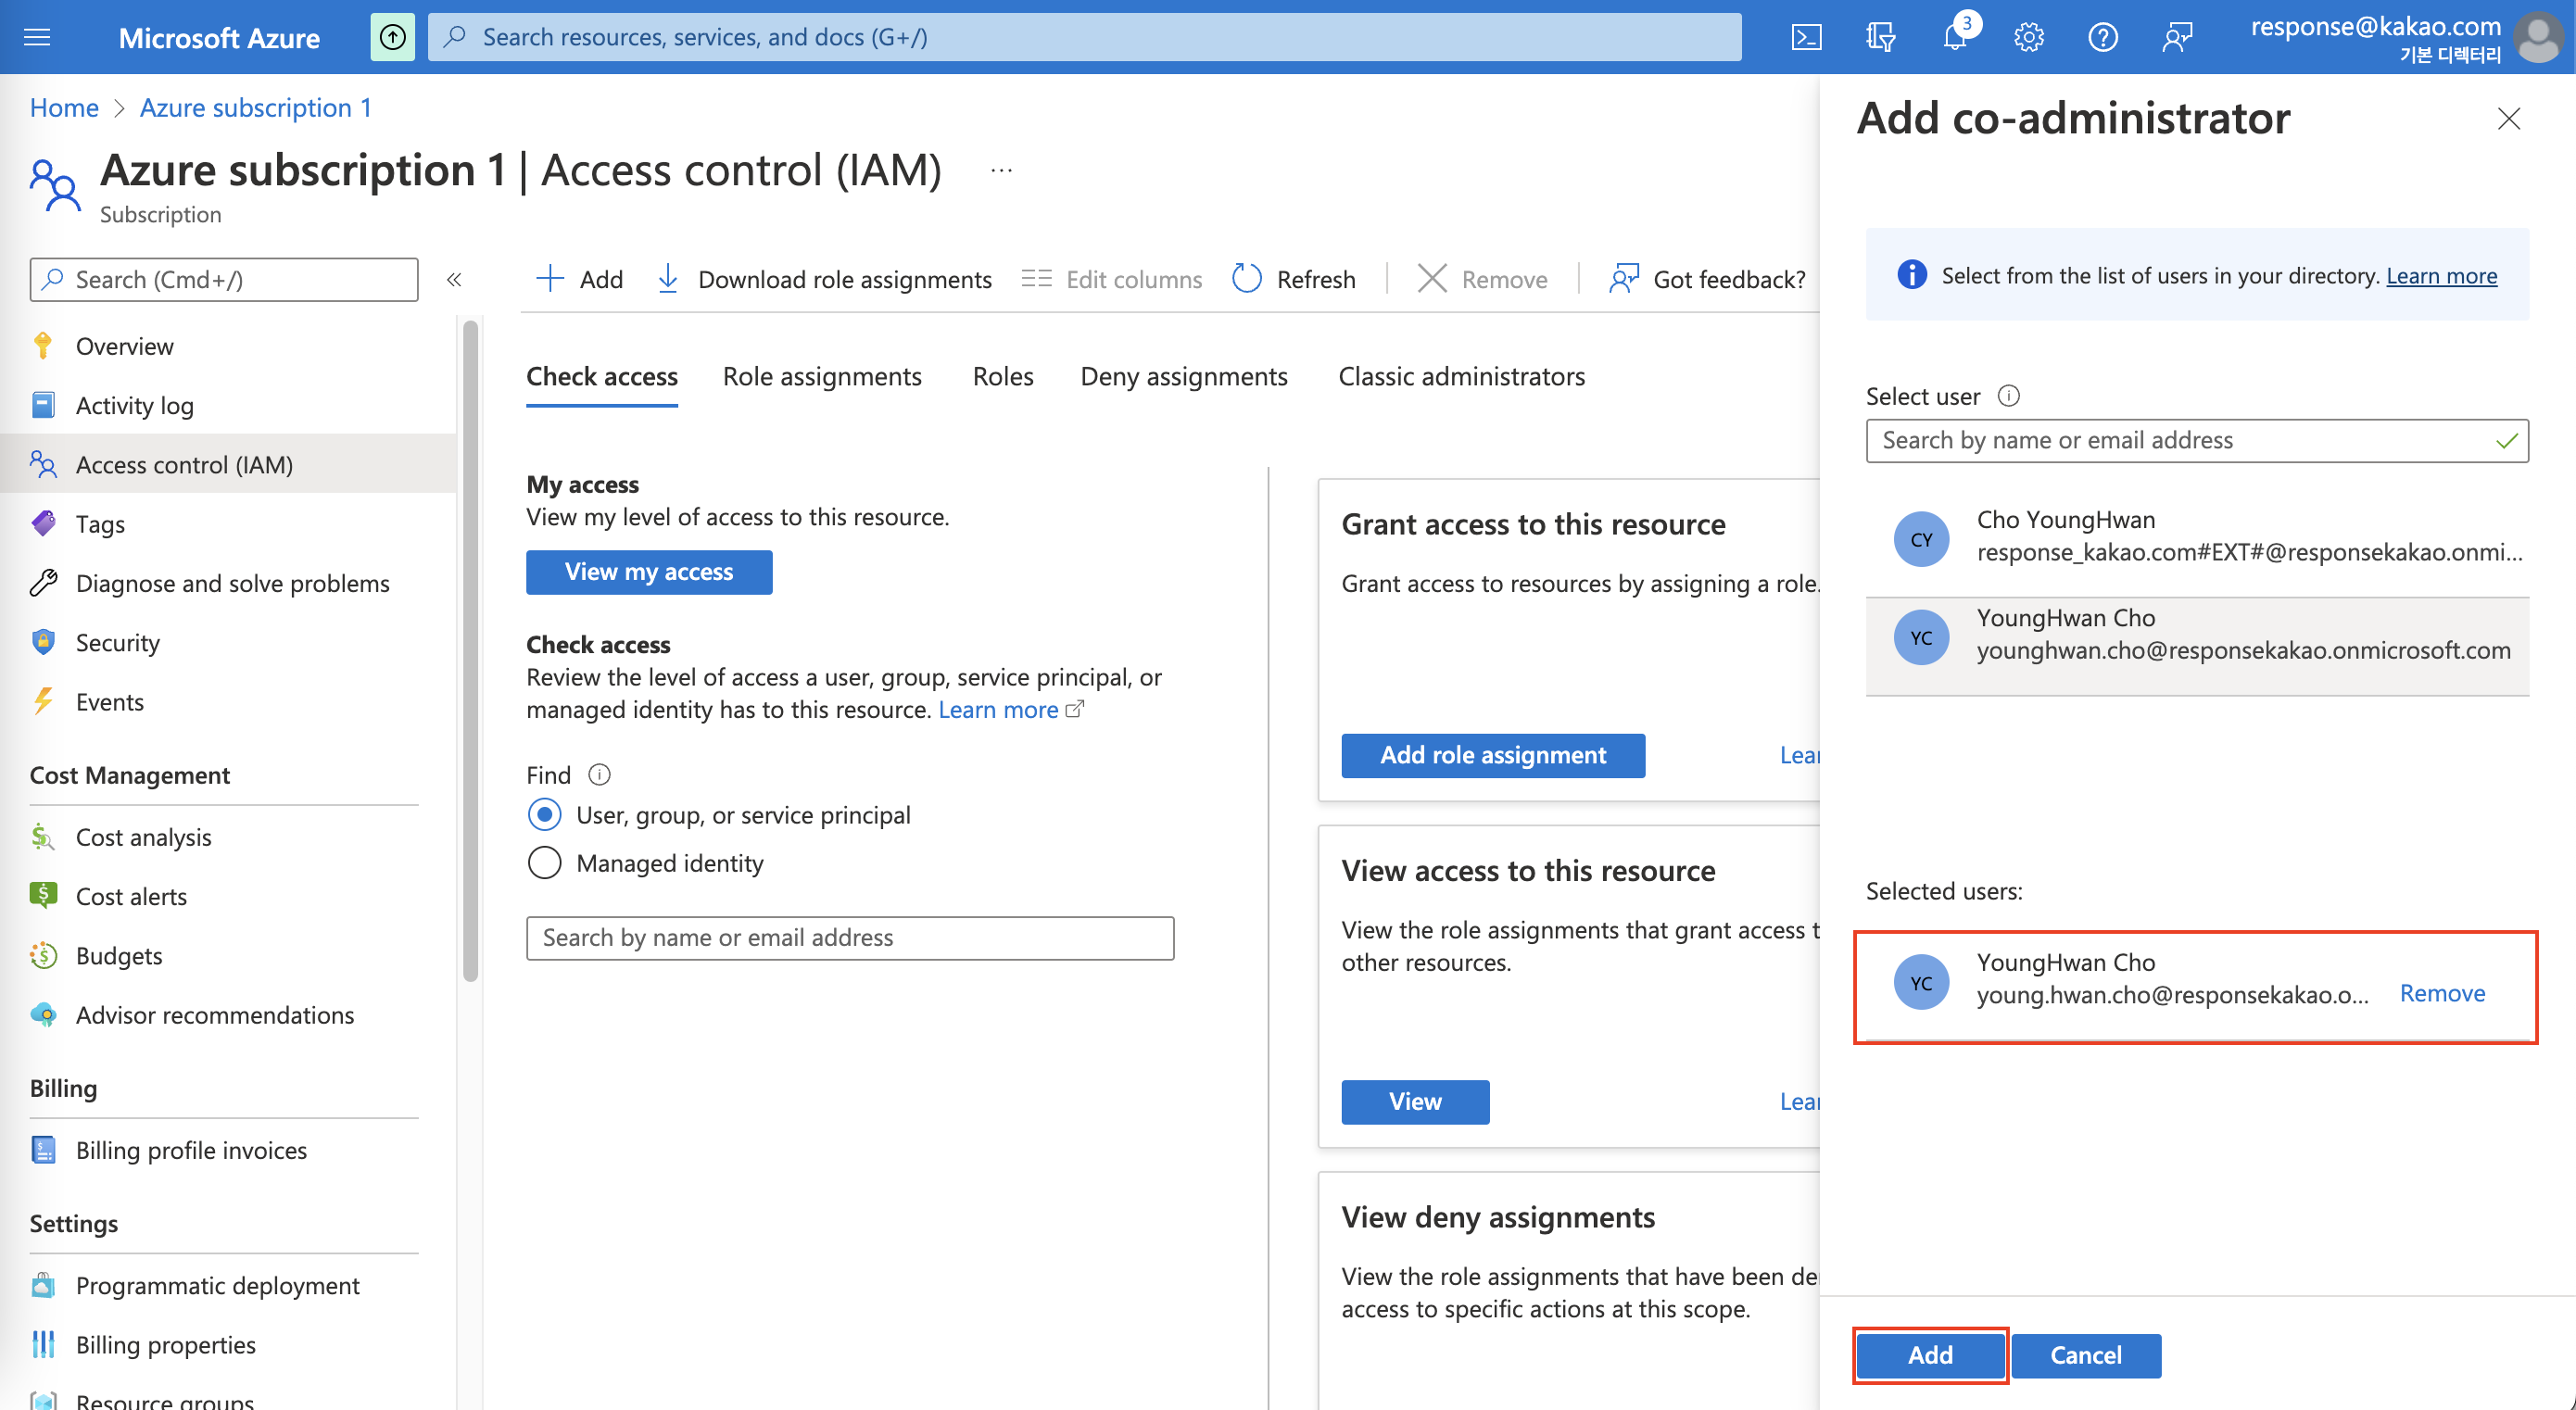 Microsoft Azure
Search resources, services, and docs (G+/)
3
response@kakao.com
기본 디렉터리
Home > Azure subscription 1
Azure subscription 1 | Access control (IAM) ...
Subscription
Search (Cmd+/)
«
Overview
Activity log
Access control (IAM)
Tags
Diagnose and solve problems
Security
Events
Cost Management
Cost analysis
Cost alerts
Budgets
Advisor recommendations
Billing
Billing profile invoices
Settings
Programmatic deployment
Billing properties
Resource groups
Add
Download role assignments
Edit columns
Refresh
Remove
Got feedback?
Check access
Role assignments
Roles
Deny assignments
Classic administrators
My access
View my level of access to this resource.
View my access
Check access
Review the level of access a user, group, service principal, or
managed identity has to this resource. Learn more
Find
User, group, or service principal
Managed identity
Search by name or email address
Grant access to this resource
Grant access to resources by assigning a role.
Add role assignment
Lear
View access to this resource
View the role assignments that grant access t
other resources.
View
Lear
View deny assignments
View the role assignments that have been de
access to specific actions at this scope.
Add co-administrator
Select from the list of users in your directory. Learn more
Select user
Search by name or email address
CY
Cho YoungHwan
response_kakao.com#EXT#@responsekakao.onmi...
YC
YoungHwan Cho
younghwan.cho@responsekakao.onmicrosoft.com
Selected users:
YC
YoungHwan Cho
young.hwan.cho@responsekakao.o...
Remove
Add
Cancel